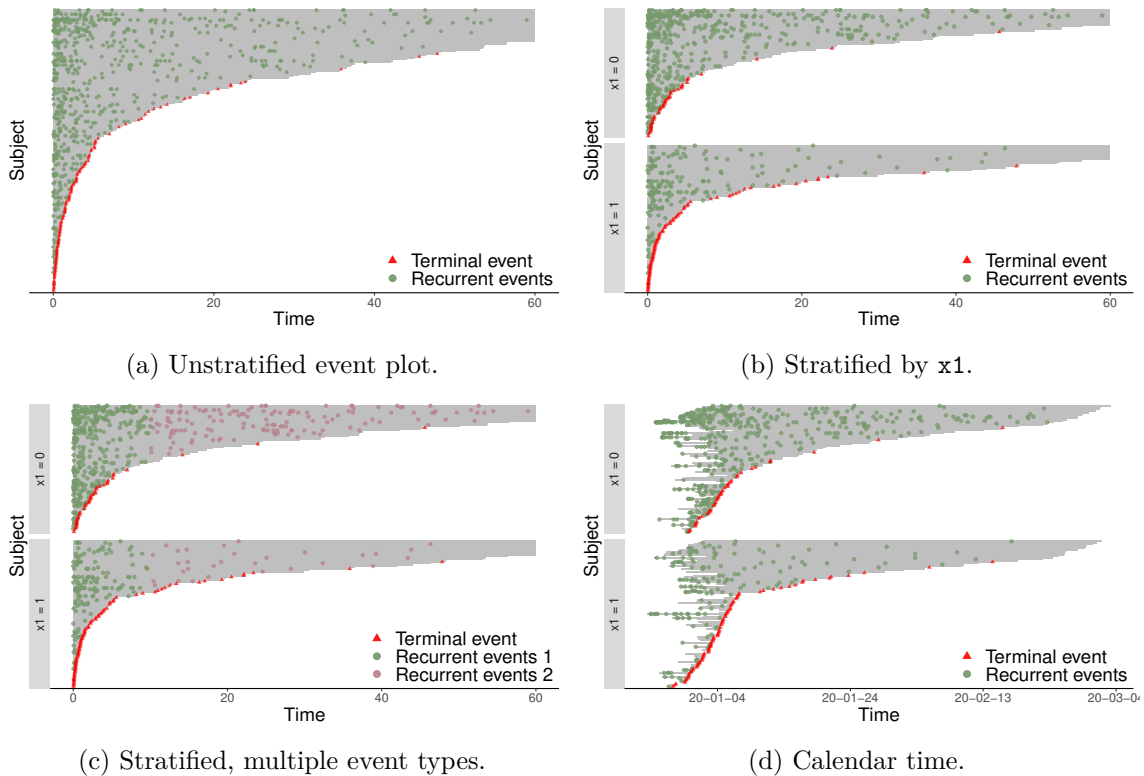 Subject
Terminal event
Recurrent events
0
20
40
60
Time
(a) Unstratified event plot.
Subject
x1 = 0
x1 = 1
Terminal event
Recurrent events
0
20
40
60
Time
(b) Stratified by x1.
Subject
x1 = 0
x1 = 1
Terminal event
Recurrent events 1
Recurrent events 2
0
20
40
60
Time
(c) Stratified, multiple event types.
Subject
x1 = 0
x1 = 1
Terminal event
Recurrent events
20-01-04
20-01-24
20-02-13
20-03-04
Time
(d) Calendar time.